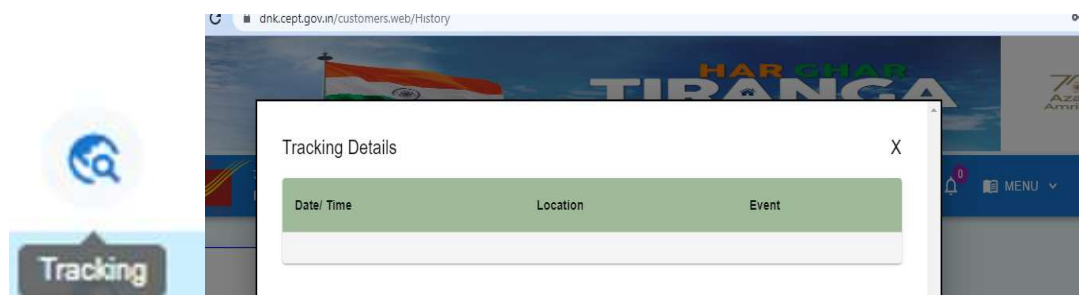 dnk.cept.gov.in/customers.web/History
HAR GHAR
TIRANGA
Tracking Details
X
0
MENU
Date/ Time Location Event
Tracking